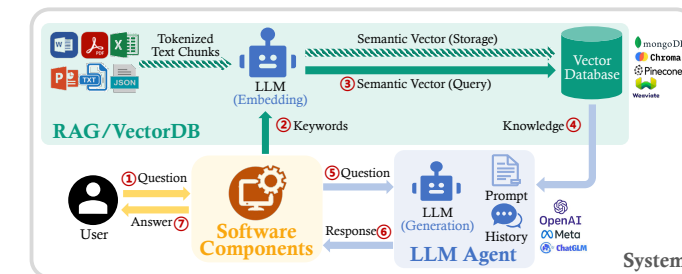 Tokenized
Text Chunks
W
PDF
X
P
TXT
JSON
LLM
(Embedding)
Semantic Vector (Storage)
③ Semantic Vector (Query)
Vector
Database
mongoDB
Chroma
Pinecone
Weaviate
RAG/VectorDB
② Keywords
Knowledge ④
① Question
Answer ⑦
User
Software
Components
⑤ Question
Response ⑥
LLM
(Generation)
Prompt
History
LLM Agent
OpenAI
Meta
ChatGLM
System